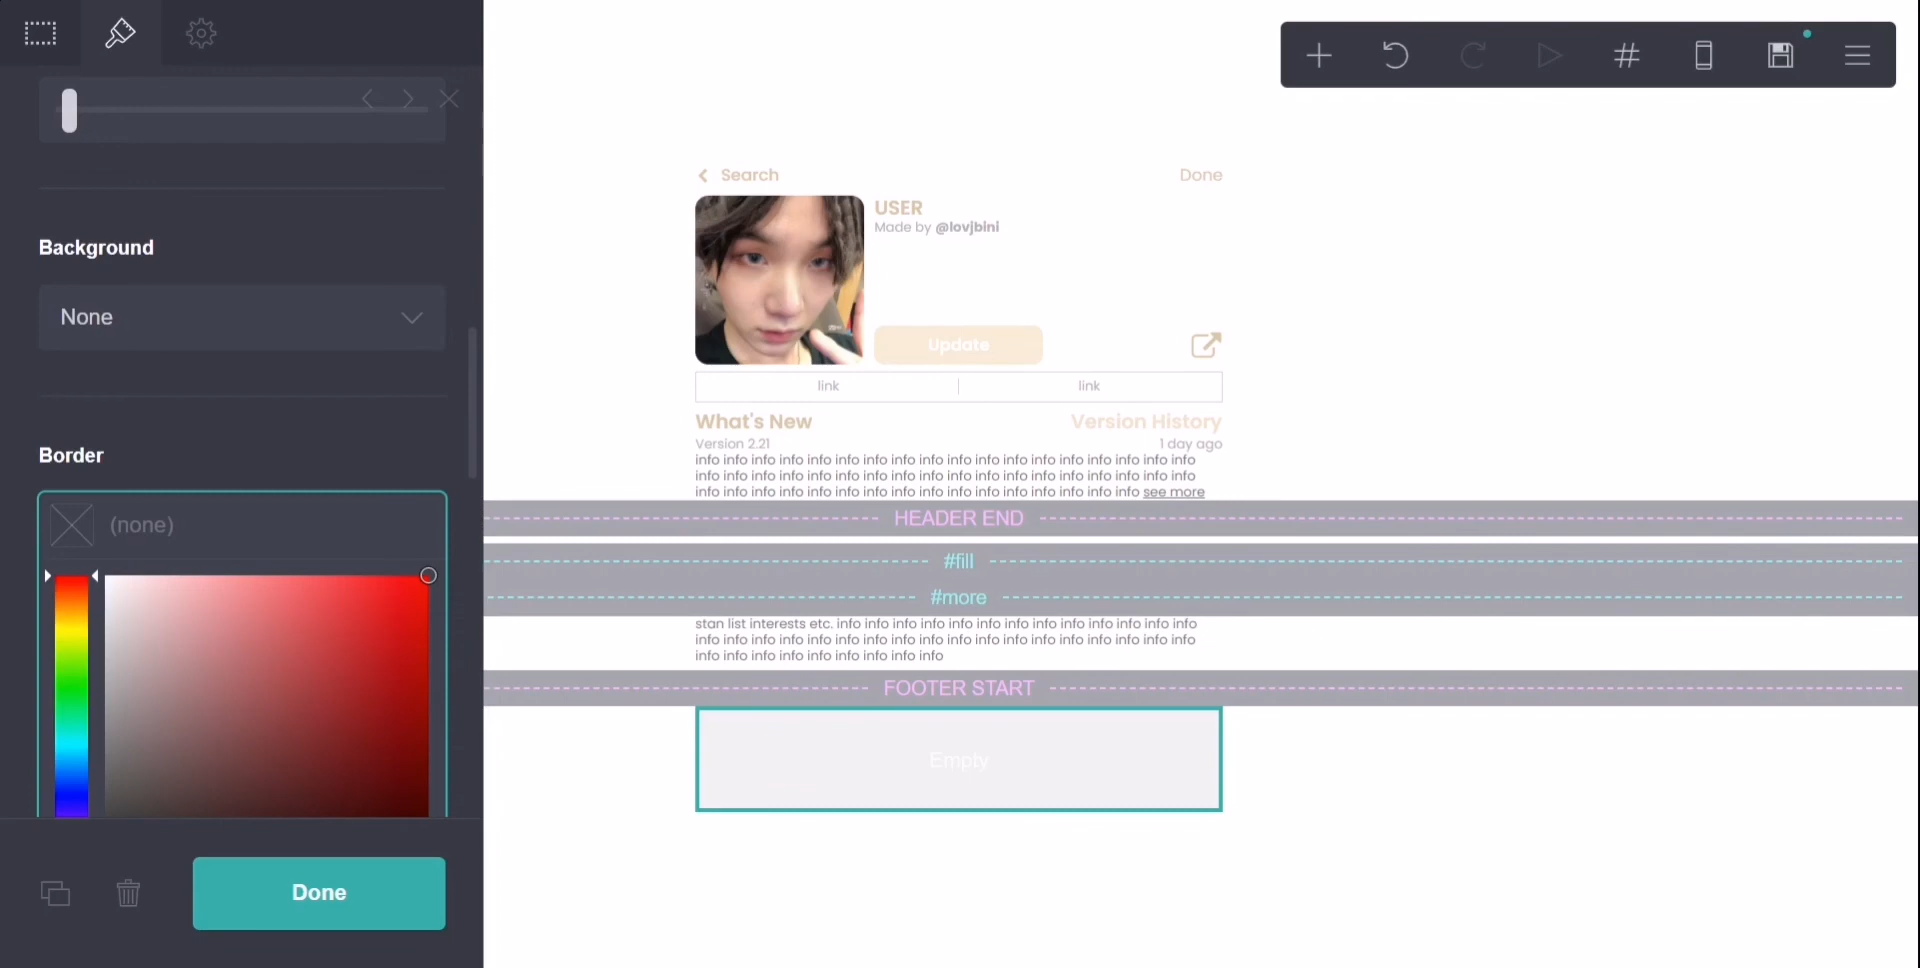 Background
None
Border
(none)
Done
Search
Done
USER
Made by @lovjbini
Update
link
link
What's New
Version History
Version 2.21
1 day ago
info info info info info info info info info info info info info info info info info info
info info info info info info info info info info info info info info info info info info
info info info info info info info info info info info info info info info info see more
HEADER END
#fill
#more
stan list interests etc. info info info info info info info info info info info info info
info info info info info info info info info info info info info info info info info info
info info info info info info info info info
FOOTER START
Empty